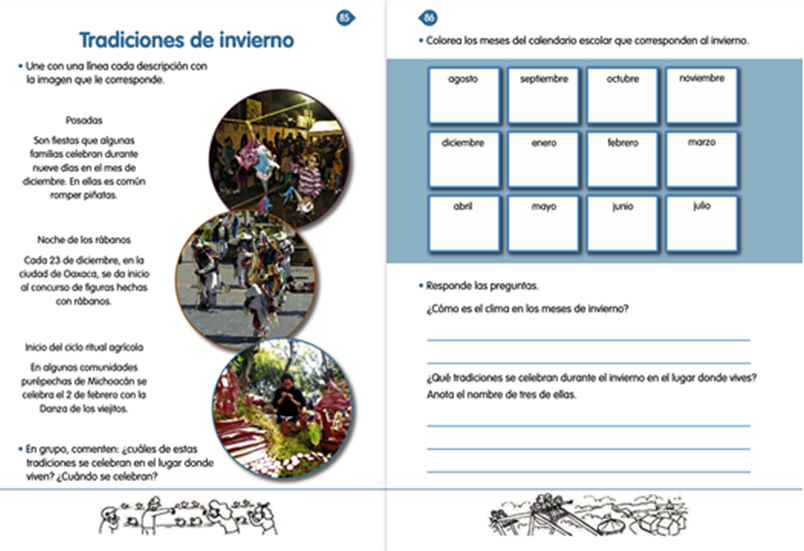 85
Tradiciones de invierno
• Une con una línea cada descripción con
la imagen que le corresponde.
Posadas
Son fiestas que algunas
familias celebran durante
nueve días en el mes de
diciembre. En ellas es común
romper piñatas.
Noche de los rábanos
Cada 23 de diciembre, en la
ciudad de Oaxaca, se da inicio
al concurso de figuras hechas
con rábanos.
Inicio del ciclo ritual agrícola
En algunas comunidades
purépechas de Michoacán se
celebra el 2 de febrero con la
Danza de los viejitos.
• En grupo, comenten: ¿cuáles de estas
tradiciones se celebran en el lugar donde
viven? ¿Cuándo se celebran?
86
• Colorea los meses del calendario escolar que corresponden al invierno.
agosto septiembre octubre noviembre
diciembre enero febrero marzo
abril mayo junio julio
• Responde las preguntas.
¿Cómo es el clima en los meses de invierno?
¿Qué tradiciones se celebran durante el invierno en el lugar donde vives?
Anota el nombre de tres de ellas.